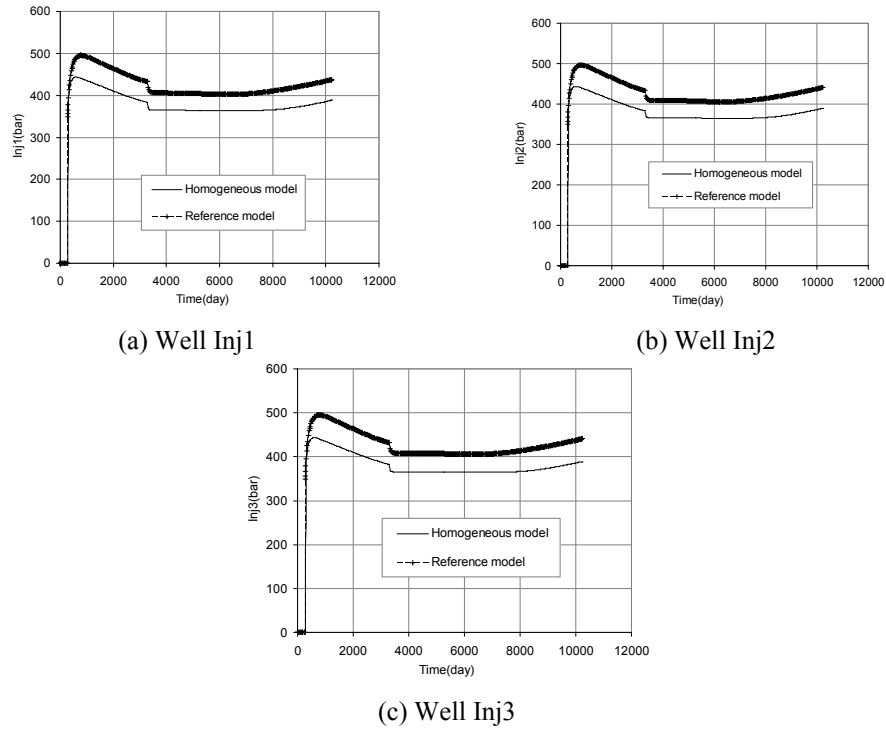 600
500
400
300
200
100
0
Inj1(bar)
Homogeneous model
Reference model
0 2000 4000 6000 8000 10000 12000
Time(day)
(a) Well Inj1
600
500
400
300
200
100
0
Inj2(bar)
Homogeneous model
Reference model
0 2000 4000 6000 8000 10000 12000
Time(day)
(b) Well Inj2
600
500
400
300
200
100
0
Inj3(bar)
Homogeneous model
Reference model
0 2000 4000 6000 8000 10000 12000
Time(day)
(c) Well Inj3